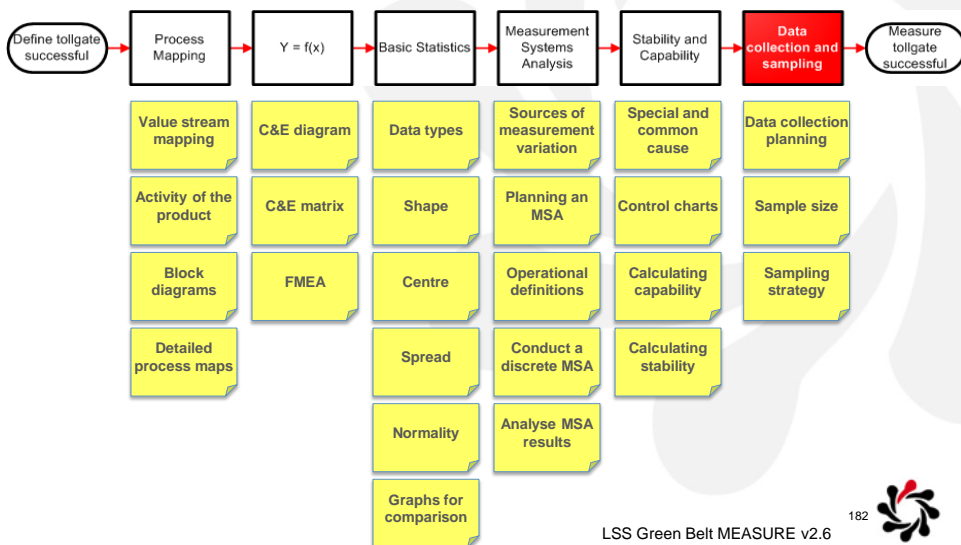 Define tollgate
successful
Process
Mapping
Y = f(x)
Basic Statistics
Measurement
Systems
Analysis
Stability and
Capability
Data
collection and
sampling
Measure
tollgate
successful
Value stream
mapping
Activity of the
product
Block
diagrams
Detailed
process maps
C&E diagram
C&E matrix
FMEA
Data types
Shape
Centre
Spread
Normality
Graphs for
comparison
Sources of
measurement
variation
Planning an
MSA
Operational
definitions
Conduct a
discrete MSA
Analyse MSA
results
Special and
common
cause
Control charts
Calculating
capability
Calculating
stability
Data collection
planning
Sample size
Sampling
strategy
LSS Green Belt MEASURE v2.6
182